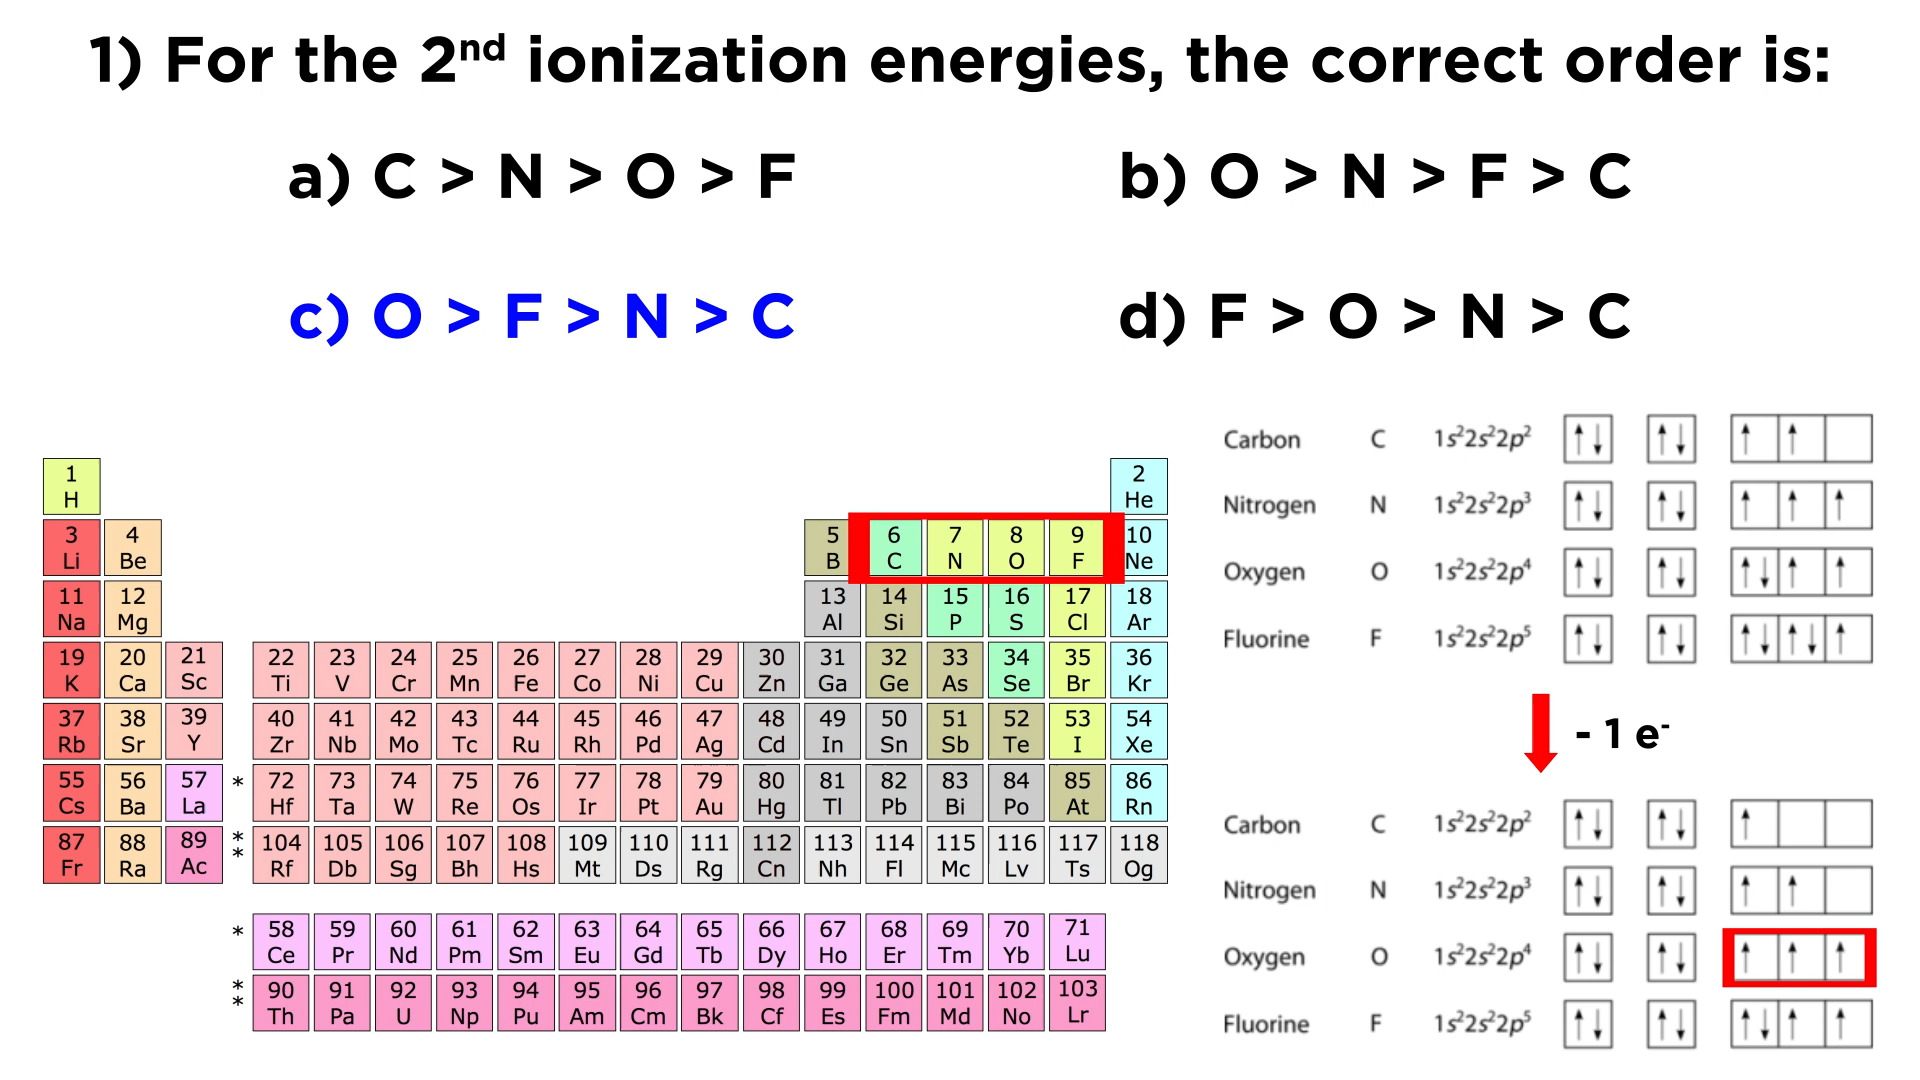 1) For the 2nd ionization energies, the correct order is:
a) C > N > O > F
b) O > N > F > C
c) O > F > N > C
d) F > O > N > C
1 2
H He
3 4 5 6 7 8 9 10
Li Be B C N O F Ne
11 12 13 14 15 16 17 18
Na Mg Al Si P S Cl Ar
19 20 21 22 23 24 25 26 27 28 29 30 31 32 33 34 35 36
K Ca Sc Ti V Cr Mn Fe Co Ni Cu Zn Ga Ge As Se Br Kr
37 38 39 40 41 42 43 44 45 46 47 48 49 50 51 52 53 54
Rb Sr Y Zr Nb Mo Tc Ru Rh Pd Ag Cd In Sn Sb Te I Xe
55 56 57 * 72 73 74 75 76 77 78 79 80 81 82 83 84 85 86
Cs Ba La Hf Ta W Re Os Ir Pt Au Hg Tl Pb Bi Po At Rn
87 88 89 * * 104 105 106 107 108 109 110 111 112 113 114 115 116 117 118
Fr Ra Ac Rf Db Sg Bh Hs Mt Ds Rg Cn Nh Fl Mc Lv Ts Og
* 58 59 60 61 62 63 64 65 66 67 68 69 70 71
Ce Pr Nd Pm Sm Eu Gd Tb Dy Ho Er Tm Yb Lu
* * 90 91 92 93 94 95 96 97 98 99 100 101 102 103
Th Pa U Np Pu Am Cm Bk Cf Es Fm Md No Lr
Carbon C 1s²2s²2p²
Nitrogen N 1s²2s²2p³
Oxygen O 1s²2s²2p⁴
Fluorine F 1s²2s²2p⁵
- 1 e⁻
Carbon C 1s²2s²2p²
Nitrogen N 1s²2s²2p³
Oxygen O 1s²2s²2p⁴
Fluorine F 1s²2s²2p⁵